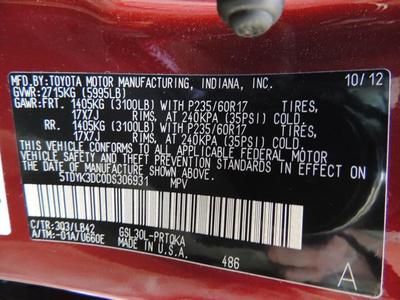 MFD.BY:TOYOTA MOTOR MANUFACTURING, INDIANA, INC. 10/12
GVWR:2715KG (5995LB)
GAWR:FRT. 1405KG (3100LB) WITH P235/60R17 TIRES,
17X7J RIMS, AT 240KPA (35PSI) COLD
RR. 1405KG (3100LB) WITH P235/60R17 TIRES,
17X7J RIMS, AT 240KPA (35PSI) COLD
THIS VEHICLE CONFORMS TO ALL APPLICABLE FEDERAL MOTOR
VEHICLE SAFETY, BUMPER, AND THEFT PREVENTION
STANDARDS IN EFFECT ON THE DATE OF MANUFACTURE
SHOWN ABOVE.
5TDYK3DC0DS306931 MPV
C/TR:3Q3/LB42 GSL30L-PRTQKA
A/TM:-01A/U660E MADE IN U.S.A.
486 A